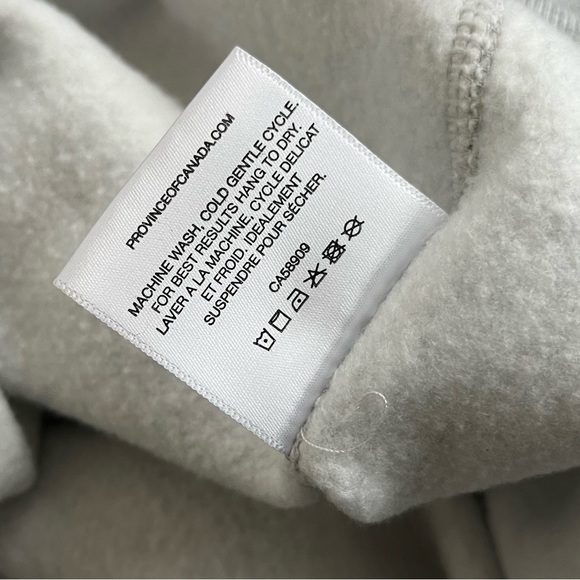 PROVINCEOFCANADA.COM
MACHINE WASH, COLD GENTLE CYCLE.
FOR BEST RESULTS HANG TO DRY.
LAVER A LA MACHINE, CYCLE DELICAT
ET FROID. IDEALEMENT
SUSPENDRE POUR SÉCHER.
CA58909